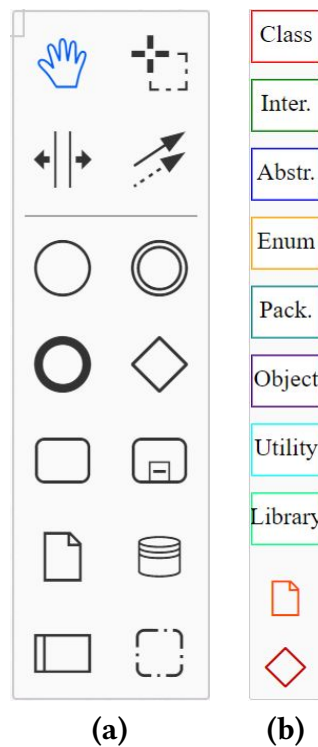 Class
Inter.
Abstr.
Enum
Pack.
Object
Utility
Library
(a)
(b)